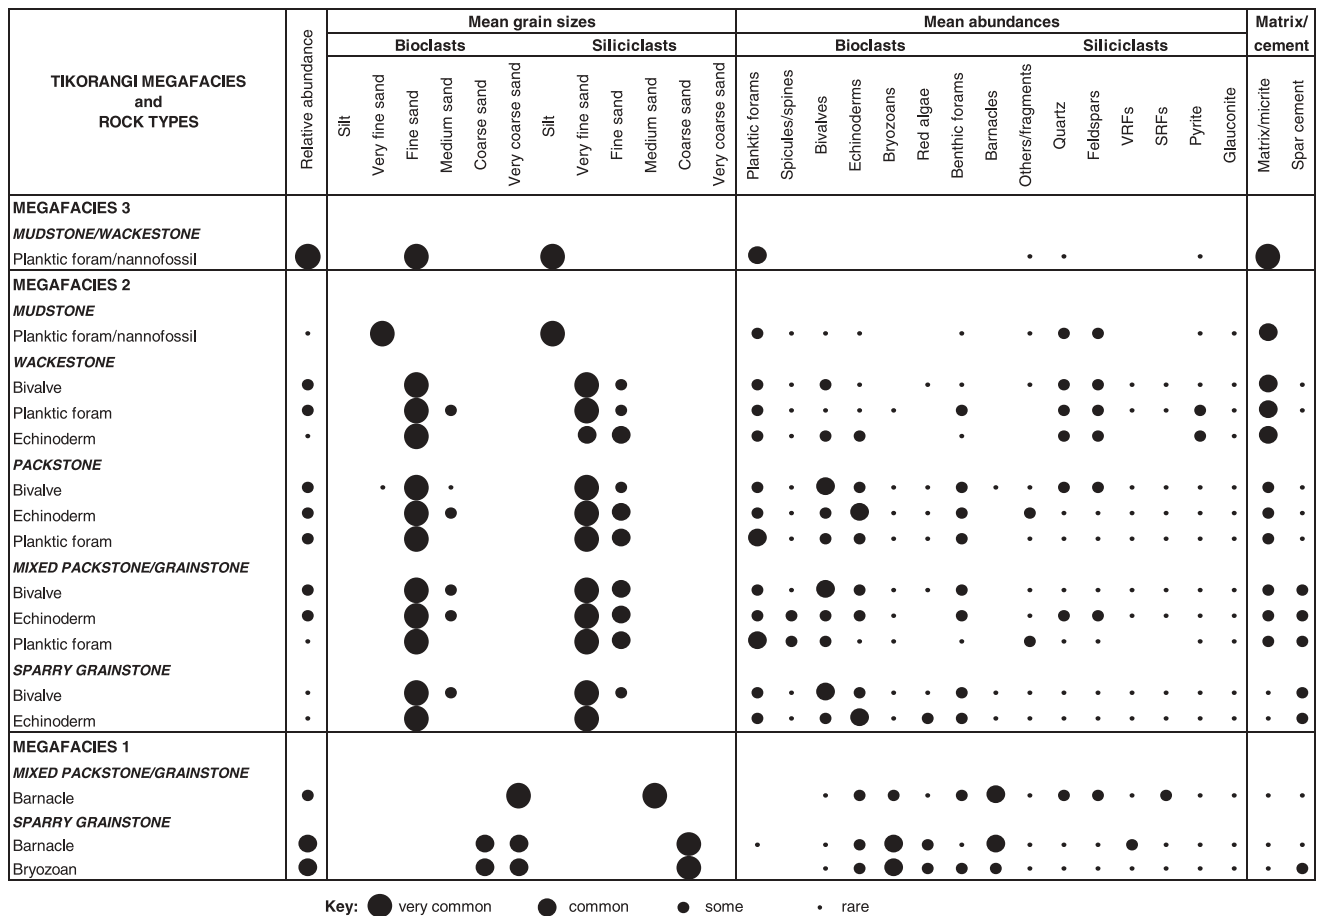 Mean grain sizes Mean abundances Matrix/
Bioclasts Siliciclasts Bioclasts Siliciclasts cement
TIKORANGI MEGAFACIES
and
ROCK TYPES
Relative abundance
Silt
Very fine sand
Fine sand
Medium sand
Coarse sand
Very coarse sand
Silt
Very fine sand
Fine sand
Medium sand
Coarse sand
Very coarse sand
Planktic forams
Spicules/spines
Bivalves
Echinoderms
Bryozoans
Red algae
Benthic forams
Barnacles
Others/fragments
Quartz
Feldspars
VRFs
SRFs
Pyrite
Glauconite
Matrix/micrite
Spar cement
MEGAFACIES 3
MUDSTONE/WACKESTONE
Planktic foram/nannofossil
MEGAFACIES 2
MUDSTONE
Planktic foram/nannofossil
WACKESTONE
Bivalve
Planktic foram
Echinoderm
PACKSTONE
Bivalve
Echinoderm
Planktic foram
MIXED PACKSTONE/GRAINSTONE
Bivalve
Echinoderm
Planktic foram
SPARRY GRAINSTONE
Bivalve
Echinoderm
MEGAFACIES 1
MIXED PACKSTONE/GRAINSTONE
Barnacle
SPARRY GRAINSTONE
Barnacle
Bryozoan
Key: very common common some rare